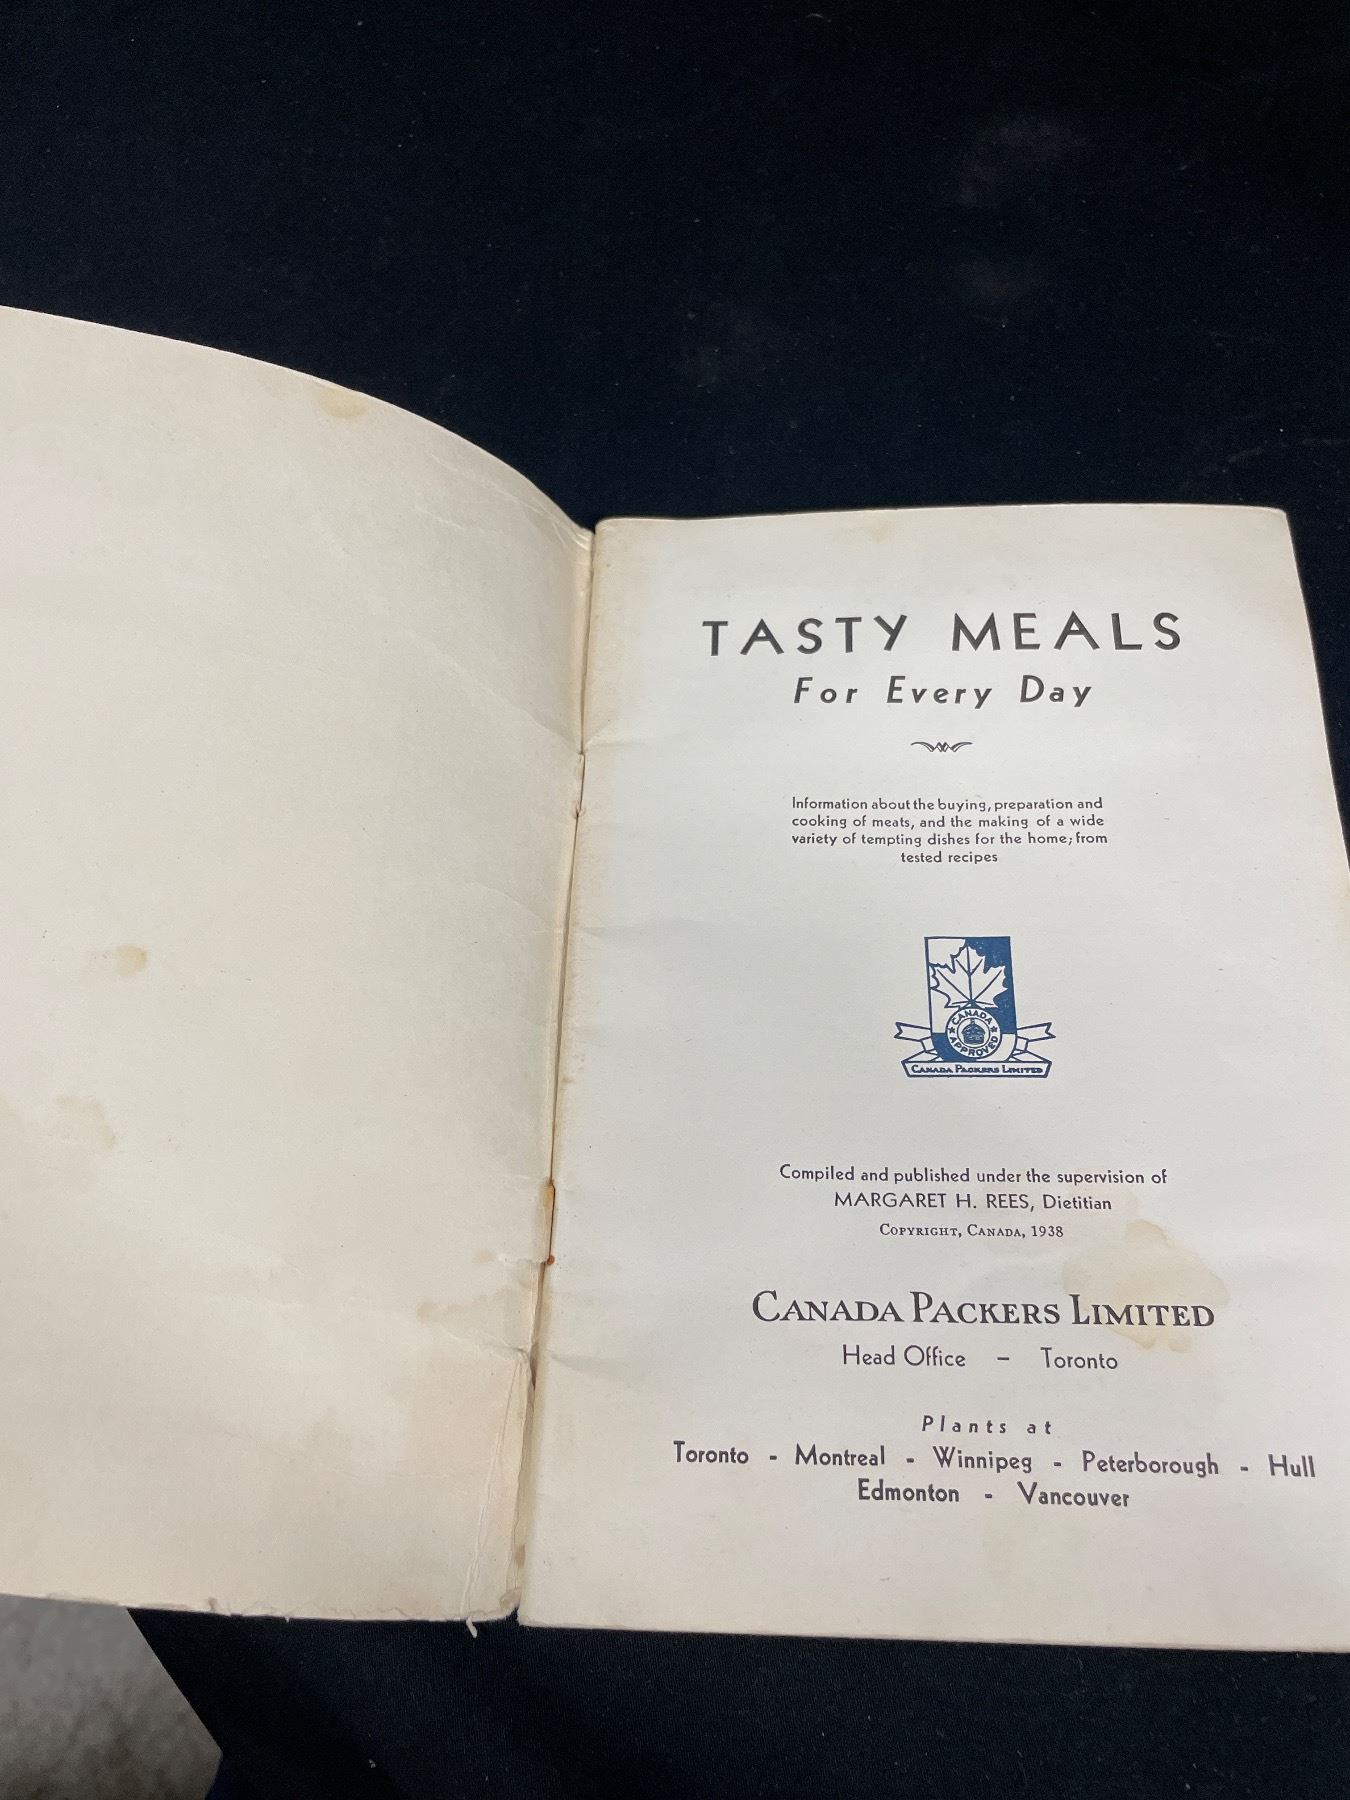 TASTY MEALS
For Every Day
Information about the buying, preparation and
cooking of meats, and the making of a wide
variety of tempting dishes for the home; from
tested recipes
CANADA
APPROVED
CANADA PACKERS LIMITED
Compiled and published under the supervision of
MARGARET H. REES, Dietitian
COPYRIGHT, CANADA, 1938
CANADA PACKERS LIMITED
Head Office – Toronto
Plants at
Toronto - Montreal - Winnipeg - Peterborough - Hull
Edmonton - Vancouver